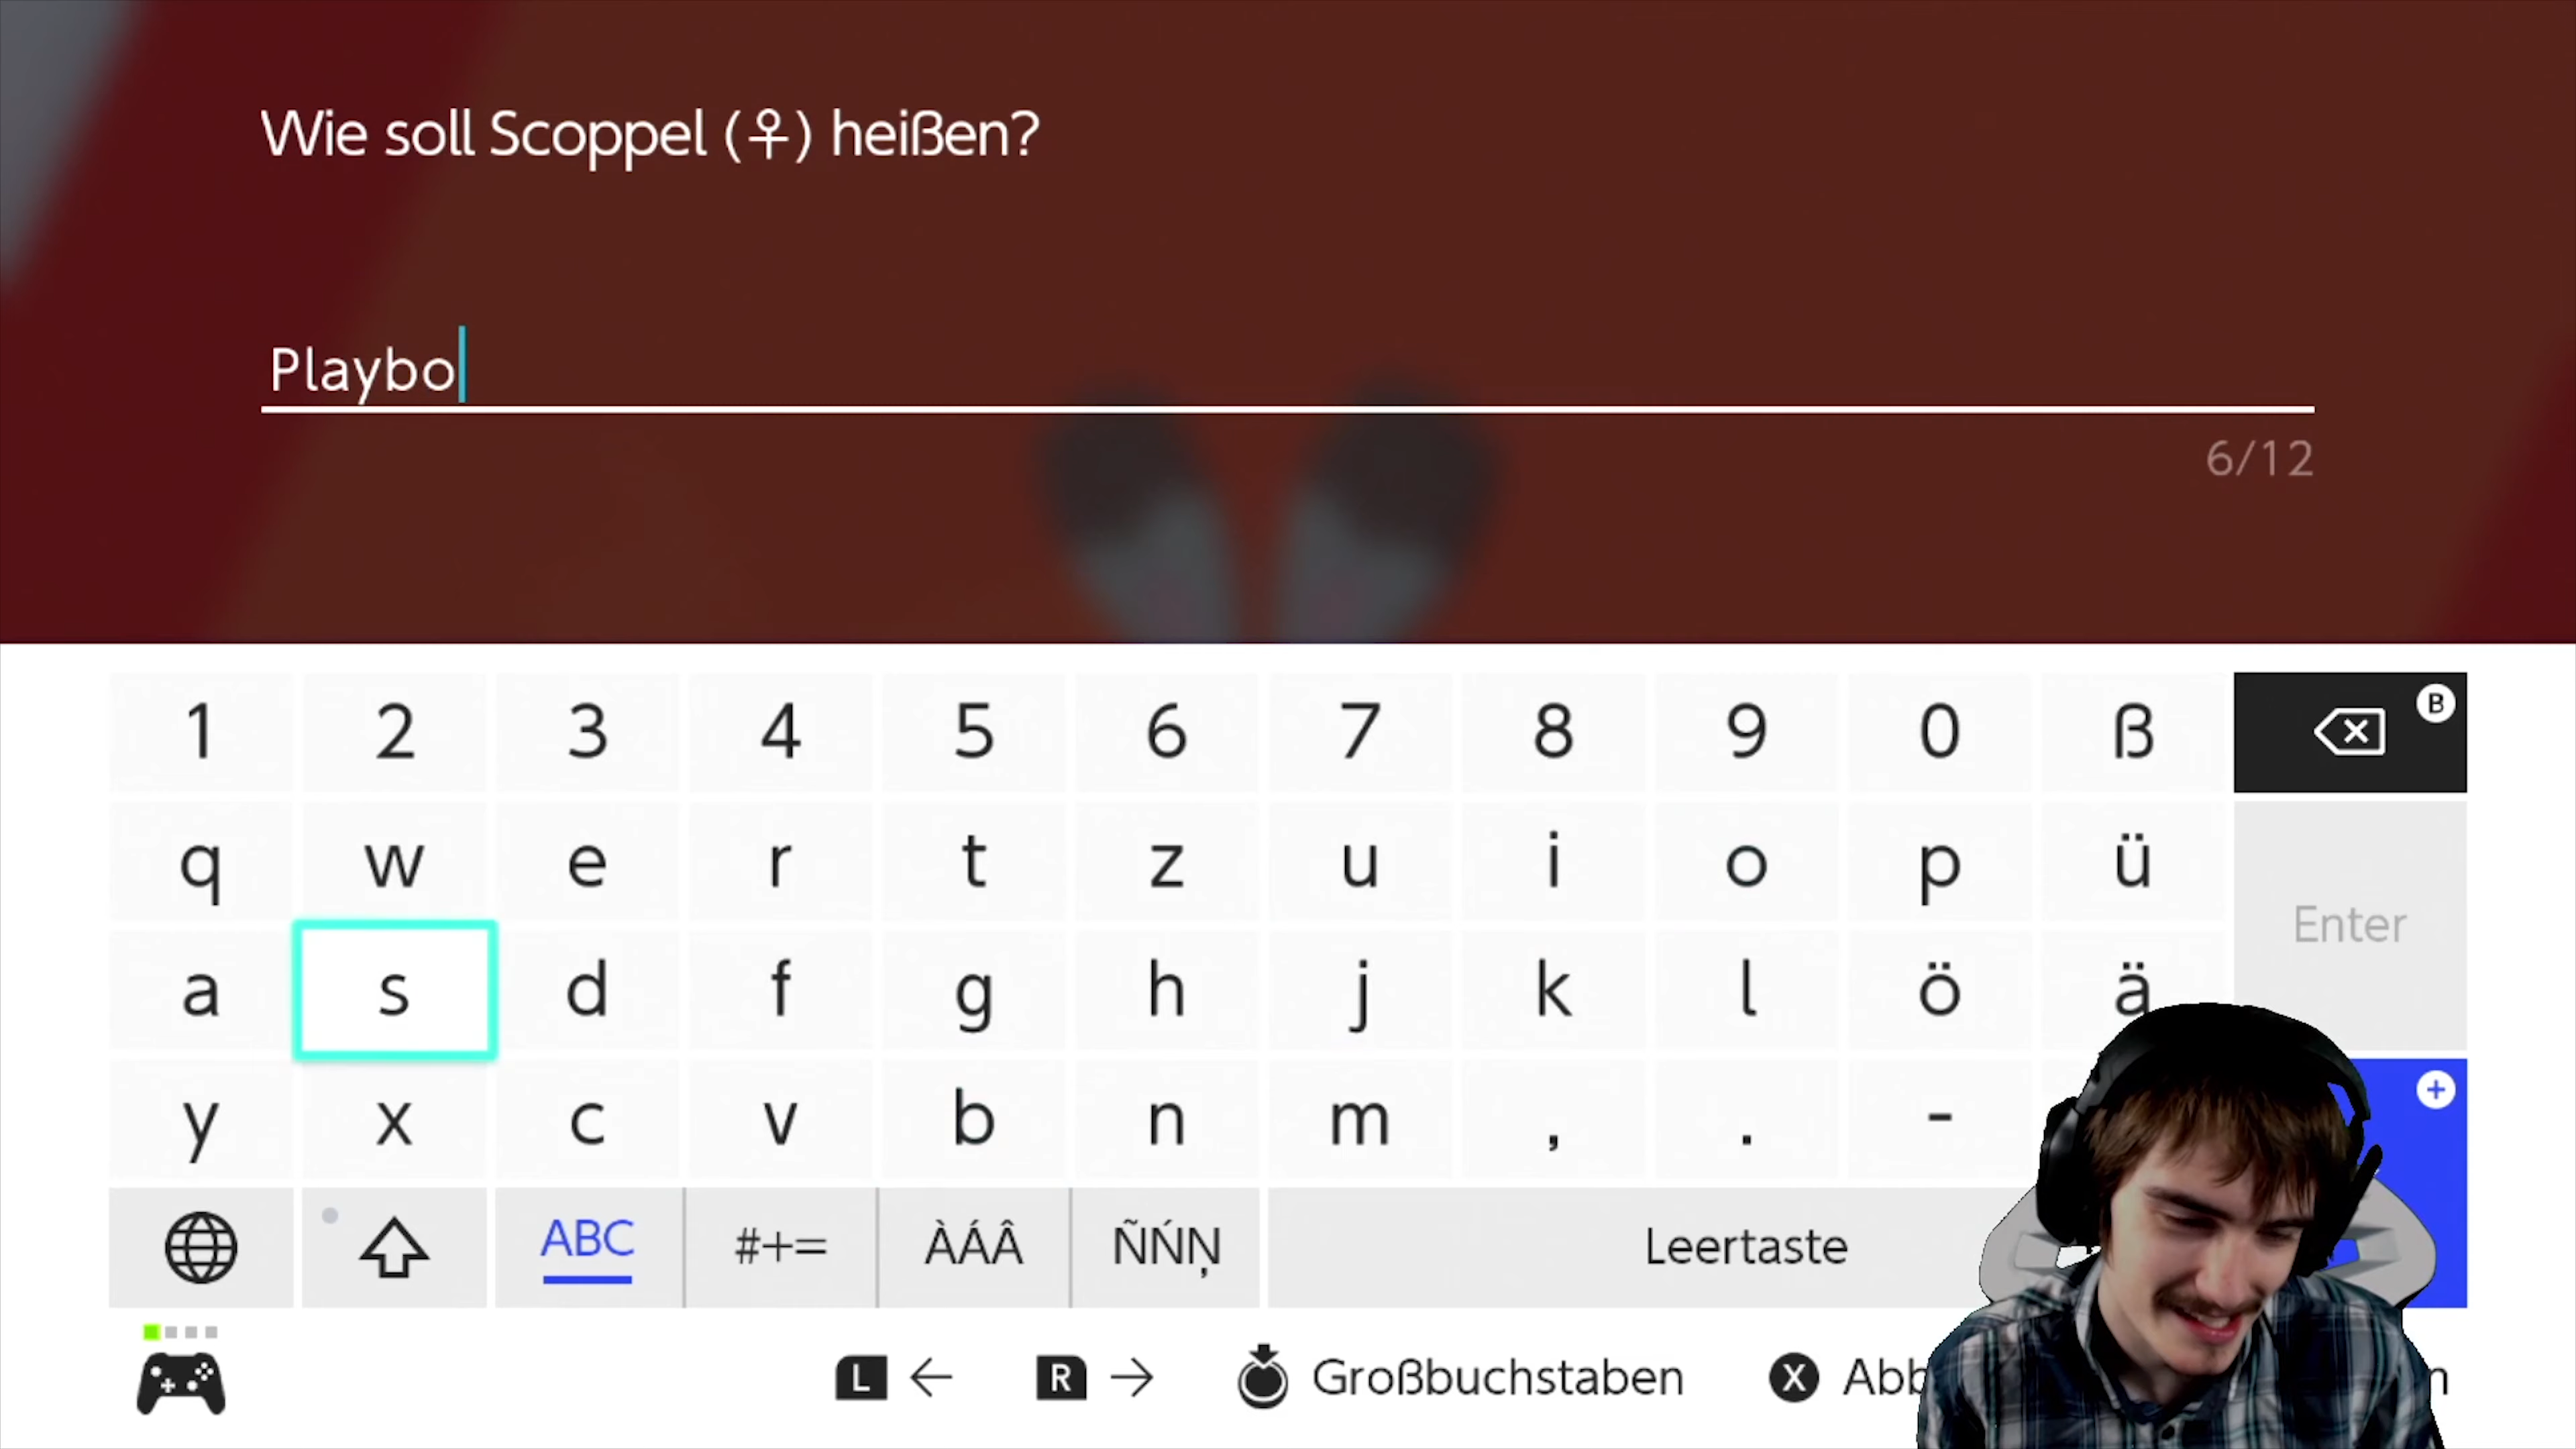 Wie soll Scoppel (♀) heißen?
Playbo
6/12
1 2 3 4 5 6 7 8 9 0 ß B
q w e r t z u i o p ü
Enter
a s d f g h j k l ö ä
y x c v b n m , . - +
ABC #+= ÀÁÂ ÑŃŅ Leertaste
L ← R → Großbuchstaben X